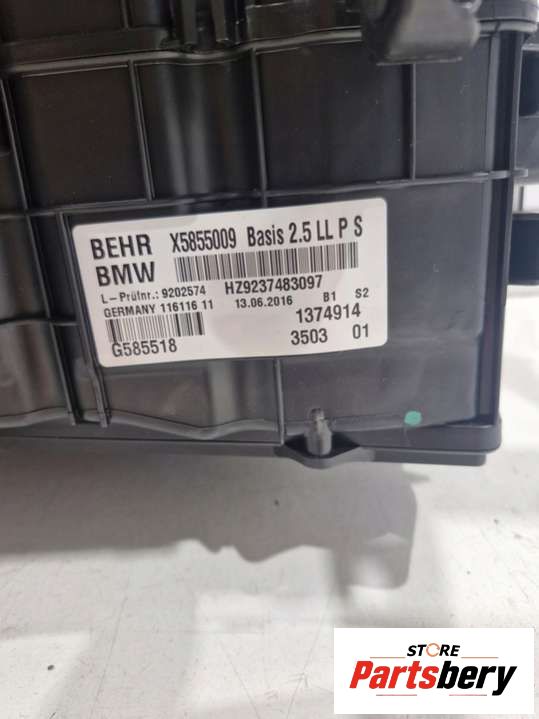 BEHR X5855009 Basis 2.5 LL P S
BMW
L-Prüfnr.: 9202574 HZ9237483097
GERMANY 116116 11 13.06.2016 B1 S2
1374914
G585518 3503 01
STORE
Partsbery